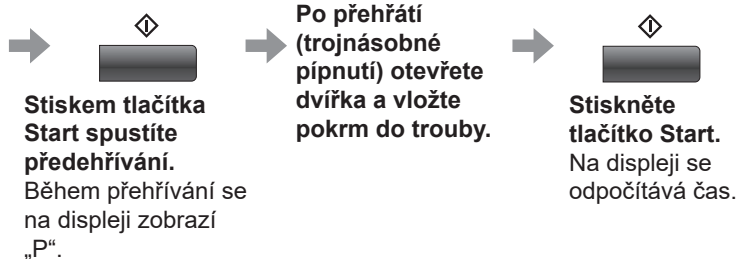 Stiskem tlačítka
Start spustíte
předehřívání.
Během přehřívání se
na displeji zobrazí
„P“.
Po přehřátí
(trojnásobné
pípnutí) otevřete
dvířka a vložte
pokrm do trouby.
Stiskněte
tlačítko Start.
Na displeji se
odpočítává čas.